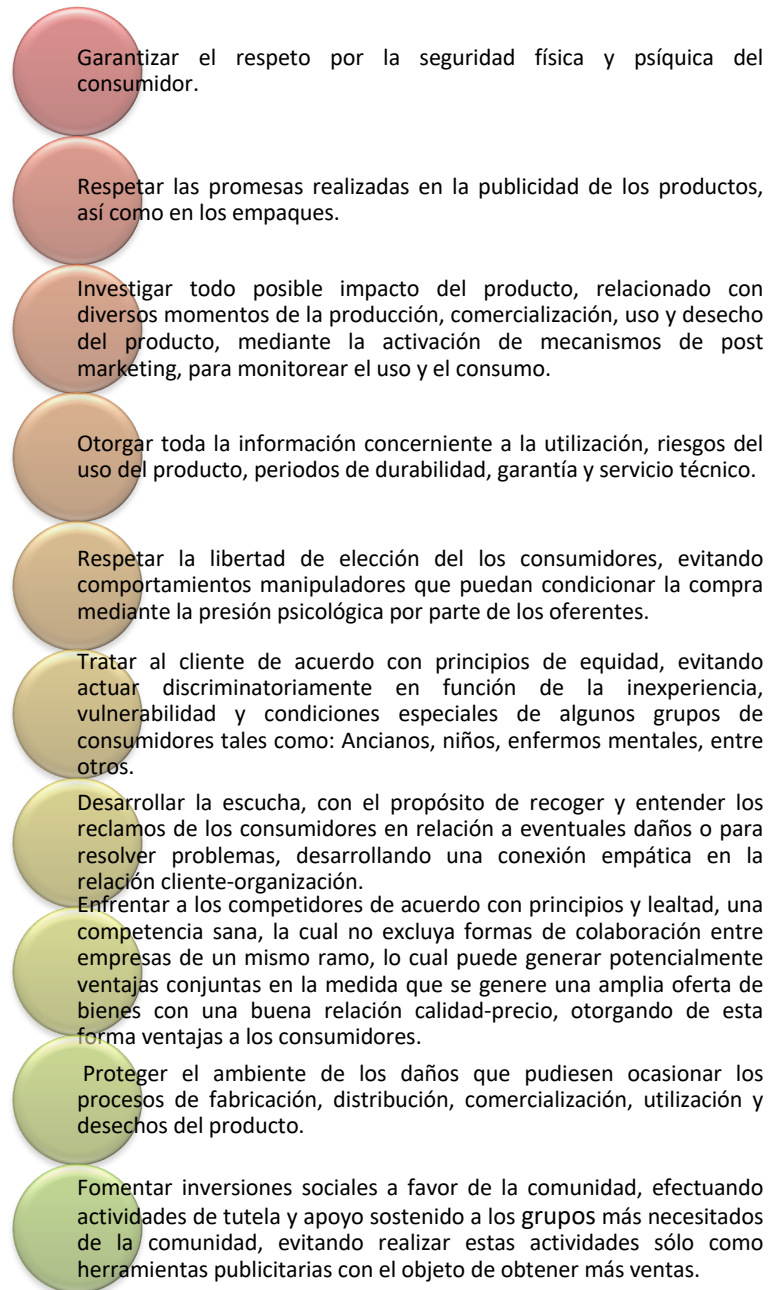 Garantizar el respeto por la seguridad física y psíquica del
consumidor.
Respetar las promesas realizadas en la publicidad de los productos,
así como en los empaques.
Investigar todo posible impacto del producto, relacionado con
diversos momentos de la producción, comercialización, uso y desecho
del producto, mediante la activación de mecanismos de post
marketing, para monitorear el uso y el consumo.
Otorgar toda la información concerniente a la utilización, riesgos del
uso del producto, periodos de durabilidad, garantía y servicio técnico.
Respetar la libertad de elección del los consumidores, evitando
comportamientos manipuladores que puedan condicionar la compra
mediante la presión psicológica por parte de los oferentes.
Tratar al cliente de acuerdo con principios de equidad, evitando
actuar discriminatoriamente en función de la inexperiencia,
vulnerabilidad y condiciones especiales de algunos grupos de
consumidores tales como: Ancianos, niños, enfermos mentales, entre
otros.
Desarrollar la escucha, con el propósito de recoger y entender los
reclamos de los consumidores en relación a eventuales daños o para
resolver problemas, desarrollando una conexión empática en la
relación cliente-organización.
Enfrentar a los competidores de acuerdo con principios y lealtad, una
competencia sana, la cual no excluya formas de colaboración entre
empresas de un mismo ramo, lo cual puede generar potencialmente
ventajas conjuntas en la medida que se genere una amplia oferta de
bienes con una buena relación calidad-precio, otorgando de esta
forma ventajas a los consumidores.
Proteger el ambiente de los daños que pudiesen ocasionar los
procesos de fabricación, distribución, comercialización, utilización y
desechos del producto.
Fomentar inversiones sociales a favor de la comunidad, efectuando
actividades de tutela y apoyo sostenido a los grupos más necesitados
de la comunidad, evitando realizar estas actividades sólo como
herramientas publicitarias con el objeto de obtener más ventas.